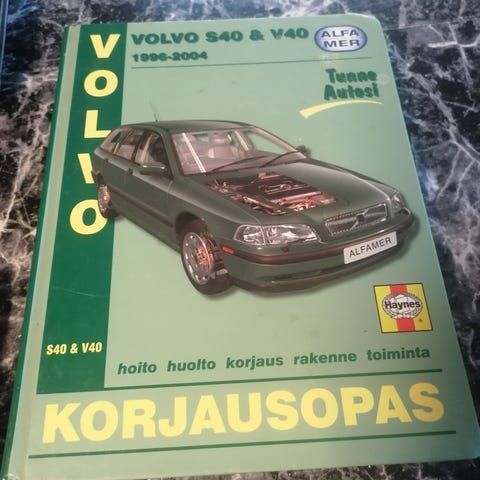 VOLVO
VOLVO S40 & V40
1996-2004
ALFA
MER
Tunne
Autosi
ALFAMER
Haynes
S40 & V40
hoito huolto korjaus rakenne toiminta
KORJAUSOPAS